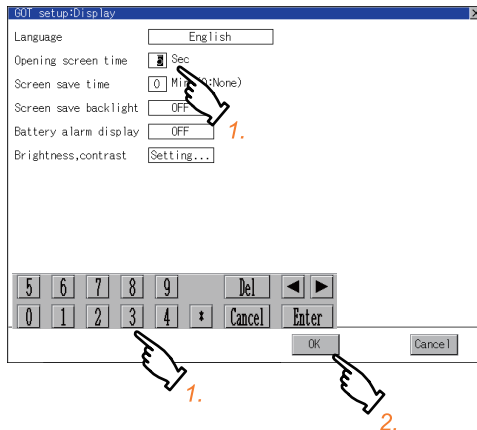 GOT setup:Display
Language English
Opening screen time 5 Sec
Screen save time 0 Min(0:None)
Screen save backlight OFF
1.
Battery alarm display OFF
Brightness,contrast Setting...
5 6 7 8 9 Del ◄ ►
0 1 2 3 4 * Cancel Enter
OK Cancel
1.
2.